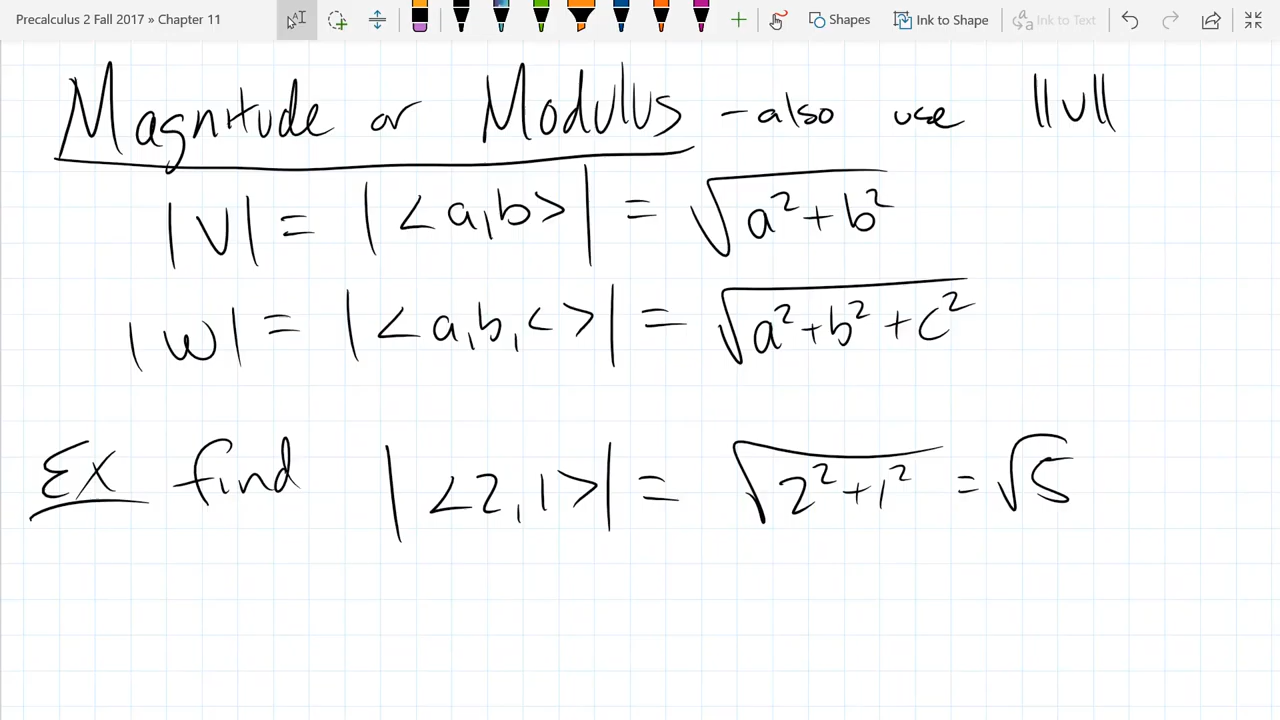 Precalculus 2 Fall 2017 » Chapter 11
Shapes
Ink to Shape
Ink to Text
Magnitude or Modulus - also use ||v||
|v| = |<a,b>| = √(a²+b²)
|w| = |<a,b,c>| = √(a²+b²+c²)
Ex find |<2,1>| = √(2²+1²) = √5